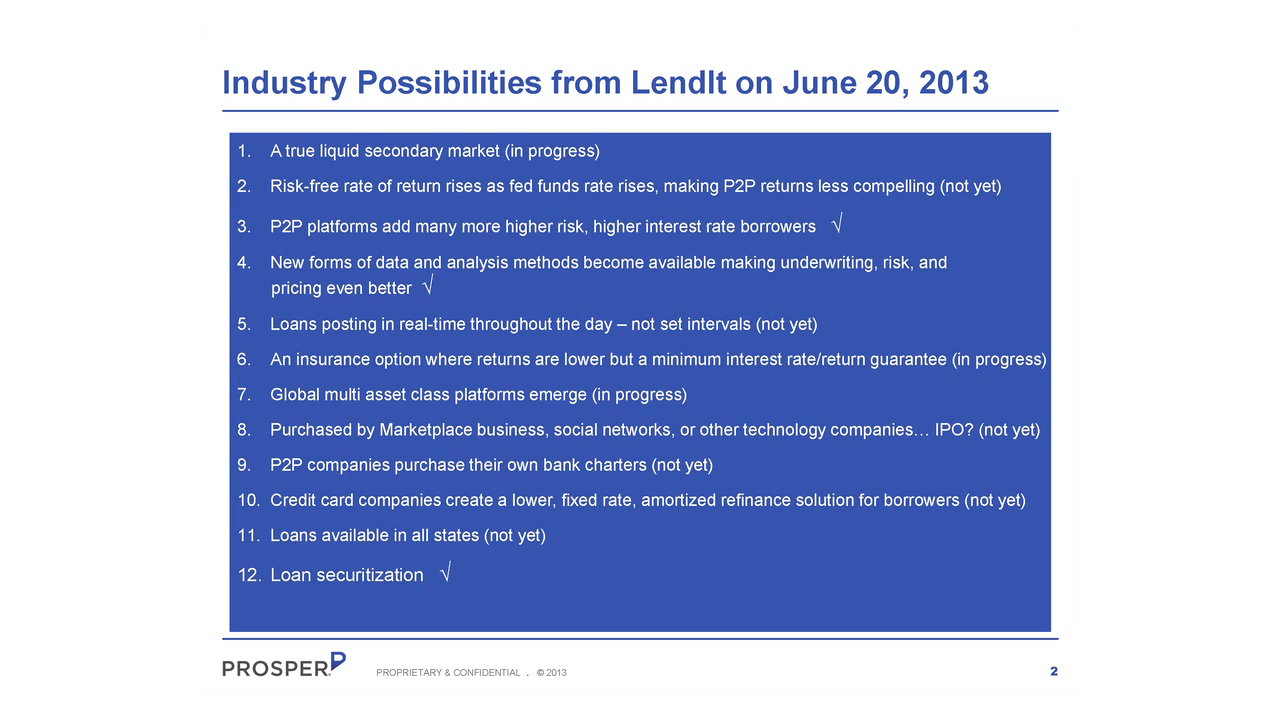 Industry Possibilities from LendIt on June 20, 2013
1. A true liquid secondary market (in progress)
2. Risk-free rate of return rises as fed funds rate rises, making P2P returns less compelling (not yet)
3. P2P platforms add many more higher risk, higher interest rate borrowers √
4. New forms of data and analysis methods become available making underwriting, risk, and
pricing even better √
5. Loans posting in real-time throughout the day – not set intervals (not yet)
6. An insurance option where returns are lower but a minimum interest rate/return guarantee (in progress)
7. Global multi asset class platforms emerge (in progress)
8. Purchased by Marketplace business, social networks, or other technology companies… IPO? (not yet)
9. P2P companies purchase their own bank charters (not yet)
10. Credit card companies create a lower, fixed rate, amortized refinance solution for borrowers (not yet)
11. Loans available in all states (not yet)
12. Loan securitization √
PROSPER PROPRIETARY & CONFIDENTIAL . © 2013 2